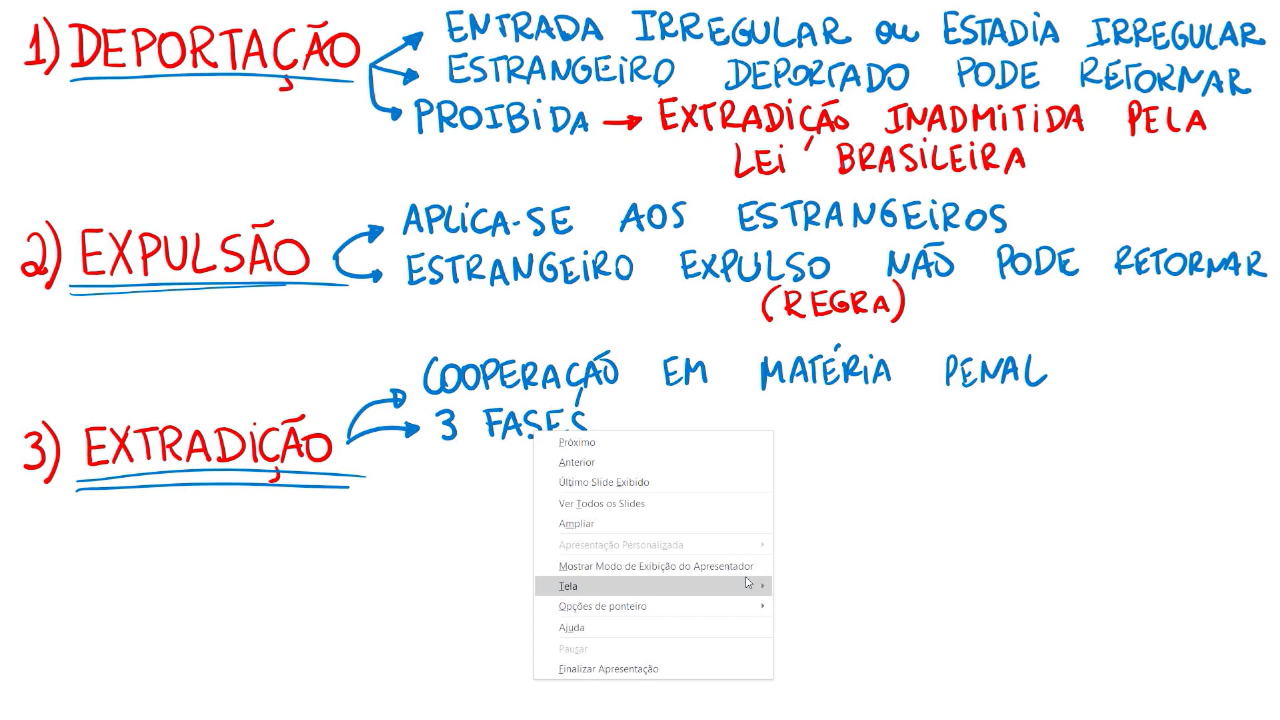 1) DEPORTAÇÃO
ENTRADA IRREGULAR ou ESTADIA IRREGULAR
ESTRANGEIRO DEPORTADO PODE RETORNAR
PROIBIDA → EXTRADIÇÃO INADMITIDA PELA
LEI BRASILEIRA
2) EXPULSÃO
APLICA-SE AOS ESTRANGEIROS
ESTRANGEIRO EXPULSO NÃO PODE RETORNAR
(REGRA)
3) EXTRADIÇÃO
COOPERAÇÃO EM MATÉRIA PENAL
3 FASES
Próximo
Anterior
Último Slide Exibido
Ver Todos os Slides
Ampliar
Apresentação Personalizada
Mostrar Modo de Exibição do Apresentador
Tela
Opções de ponteiro
Ajuda
Pausar
Finalizar Apresentação